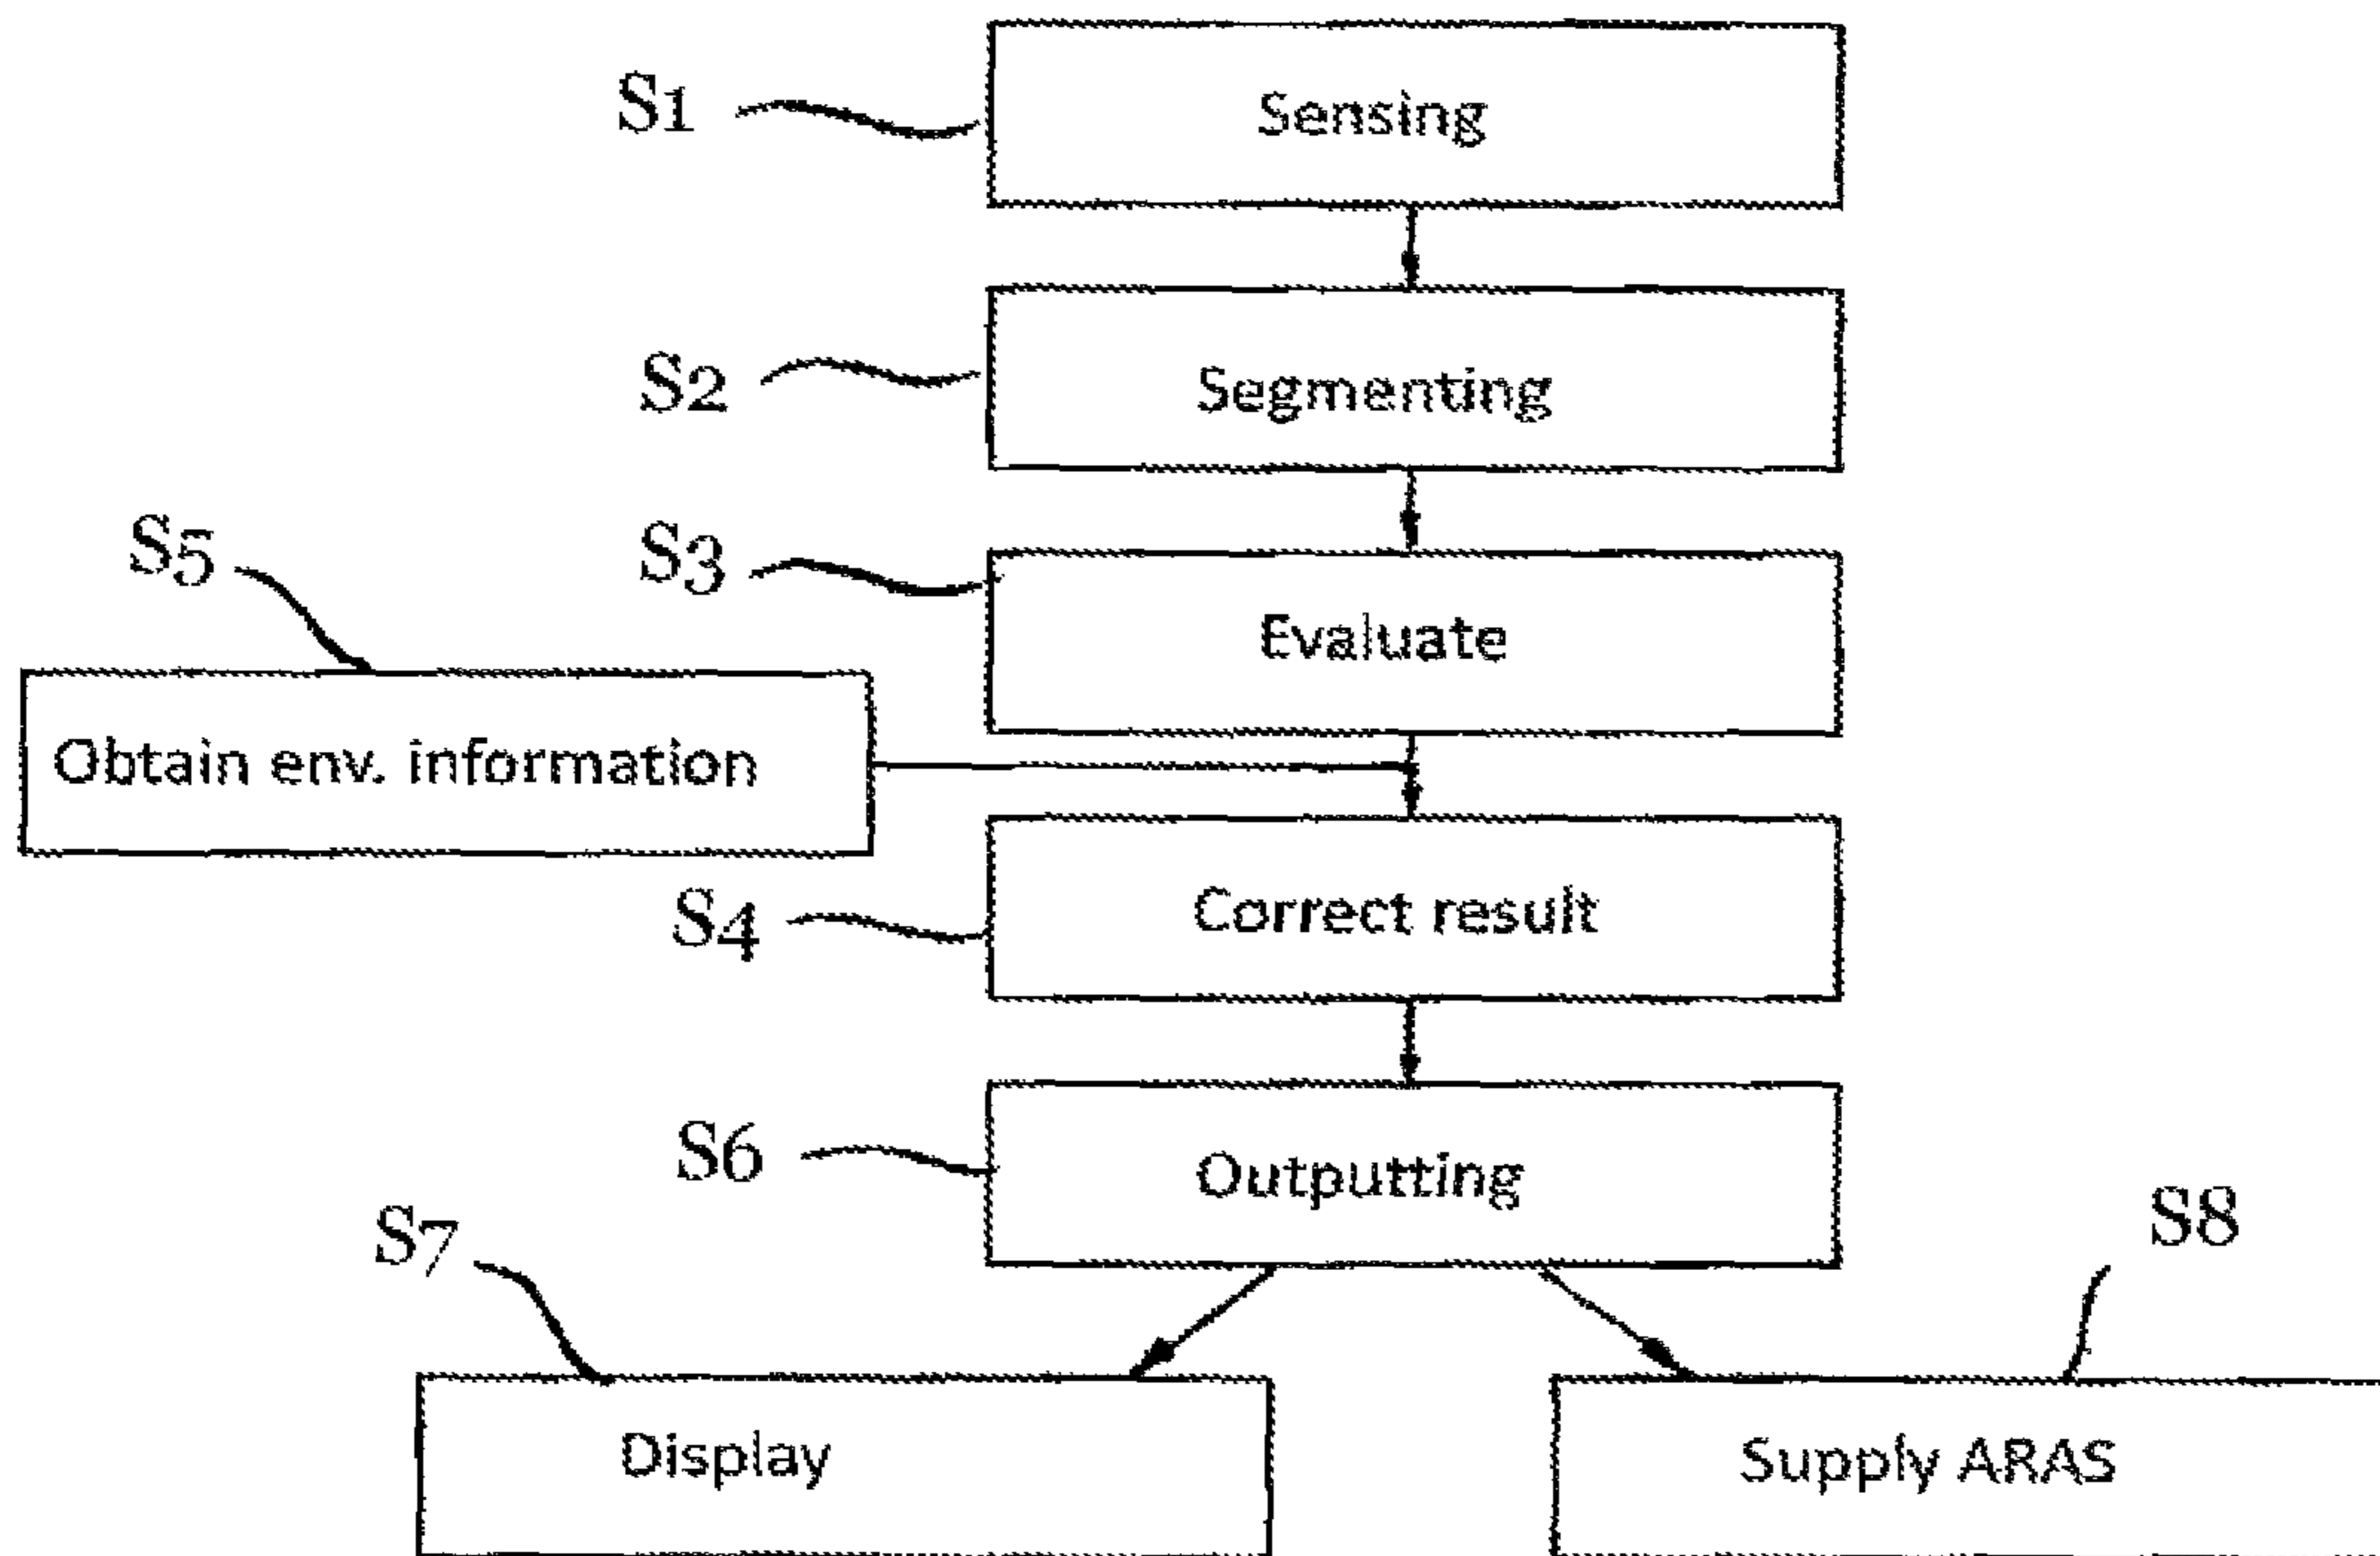 S1
Sensing
S2
Segmenting
S5
S3
Evaluate
Obtain env. information
S4
Correct result
S6
Outputting
S7
S8
Display
Supply ARAS